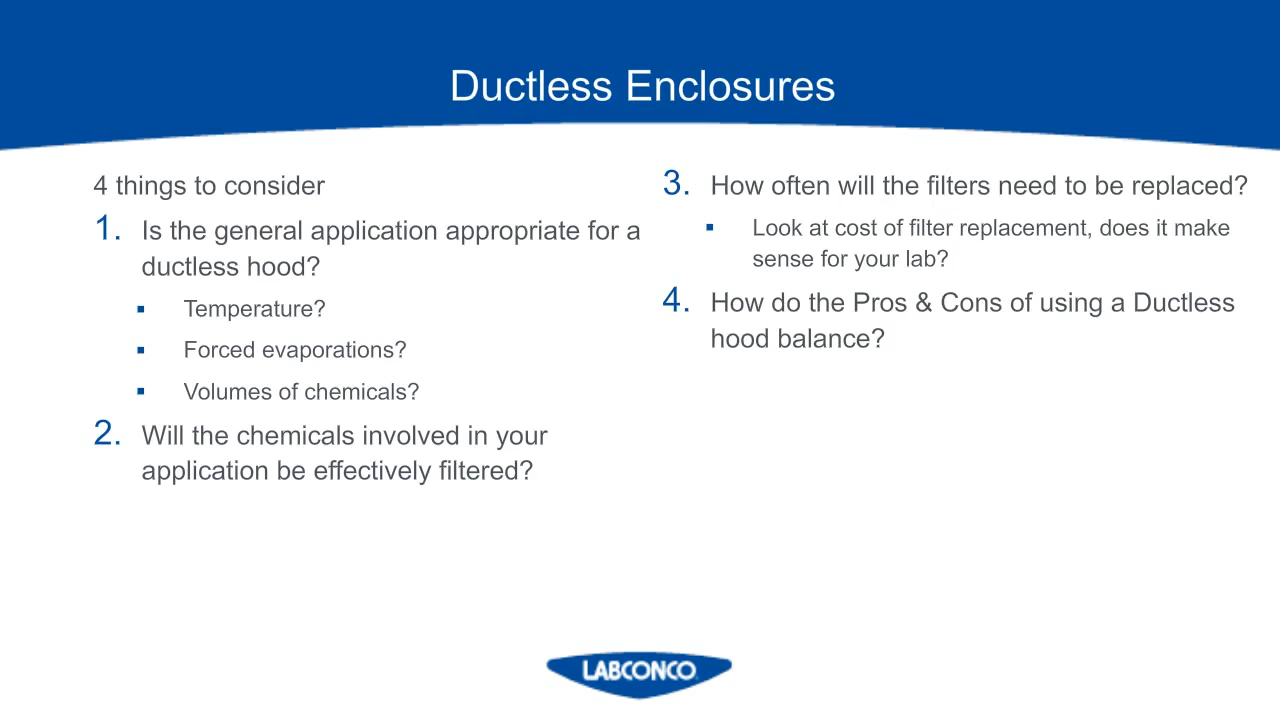 Ductless Enclosures
4 things to consider
1. Is the general application appropriate for a
ductless hood?
▪ Temperature?
▪ Forced evaporations?
▪ Volumes of chemicals?
2. Will the chemicals involved in your
application be effectively filtered?
3. How often will the filters need to be replaced?
▪ Look at cost of filter replacement, does it make
sense for your lab?
4. How do the Pros & Cons of using a Ductless
hood balance?
LABCONCO